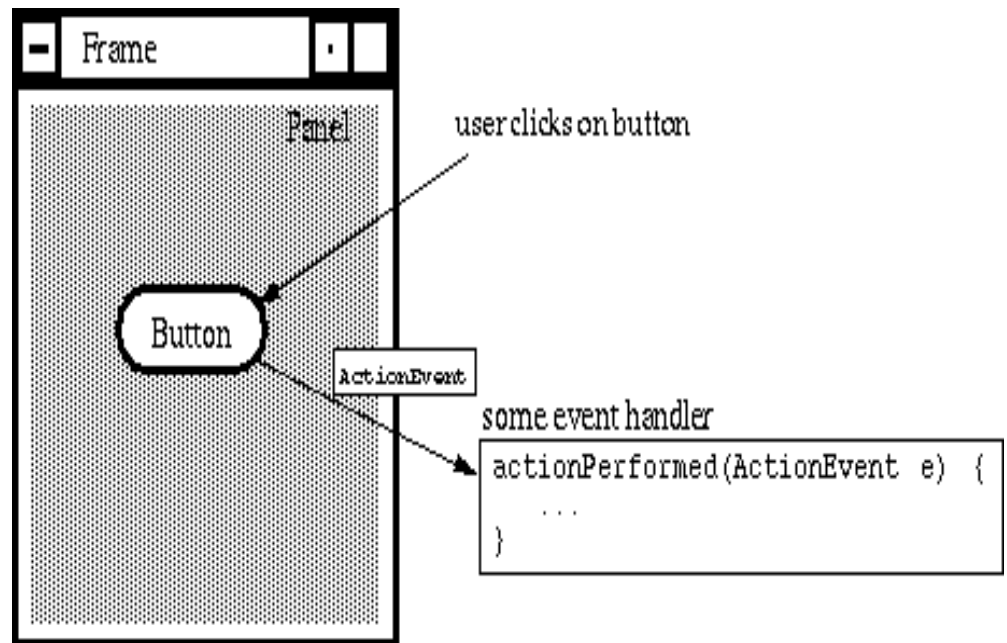 Frame
Panel
user clicks on button
Button
ActionEvent
some event handler
actionPerformed(ActionEvent e) {
...
}